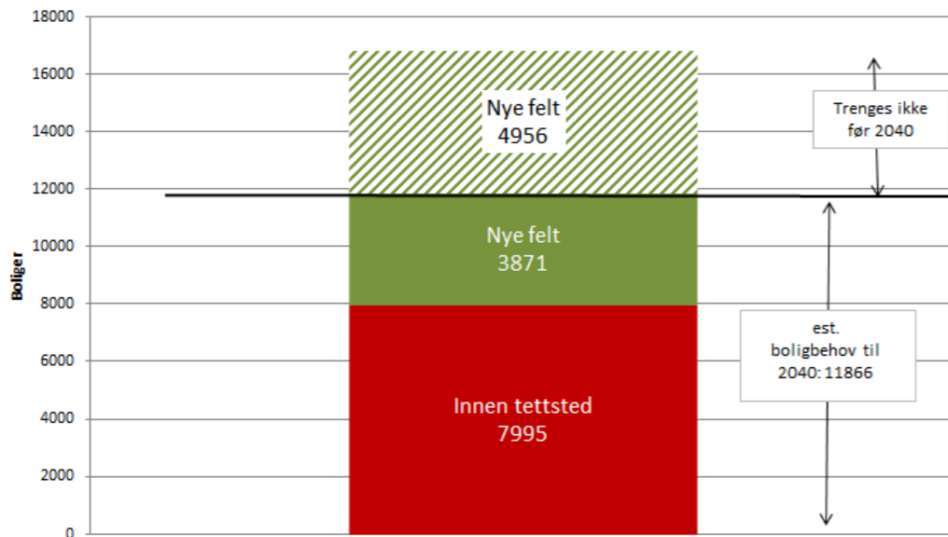 18000
16000
14000
12000
10000
8000
6000
4000
2000
0
Boliger
Nye felt
4956
Nye felt
3871
Innen tettsted
7995
Trenges ikke
før 2040
est.
boligbehov til
2040: 11866